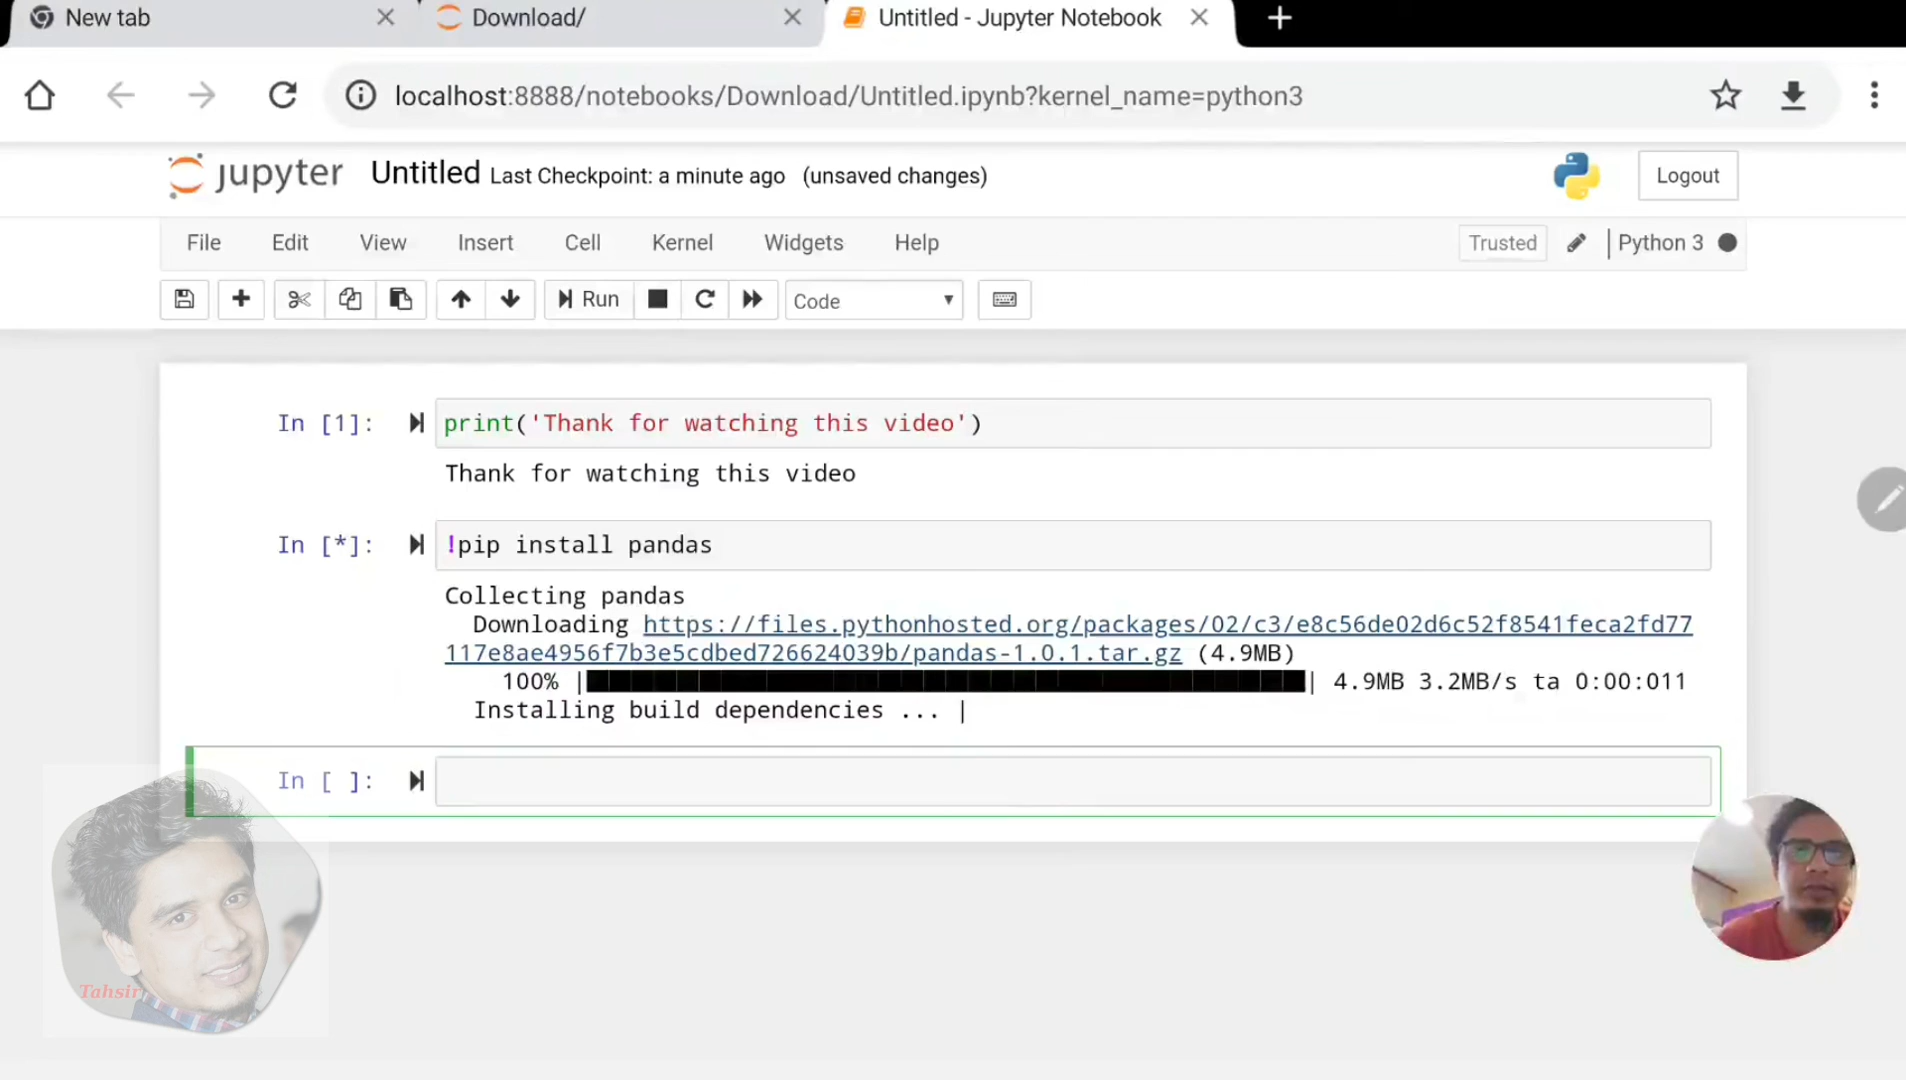 New tab
Download/
Untitled - Jupyter Notebook
localhost:8888/notebooks/Download/Untitled.ipynb?kernel_name=python3
jupyter Untitled Last Checkpoint: a minute ago (unsaved changes)
Logout
File Edit View Insert Cell Kernel Widgets Help
Trusted
Python 3
Run
Code
In [1]: print('Thank for watching this video')
Thank for watching this video
In [*]: !pip install pandas
Collecting pandas
Downloading https://files.pythonhosted.org/packages/02/c3/e8c56de02d6c52f8541feca2fd77
117e8ae4956f7b3e5cdbed726624039b/pandas-1.0.1.tar.gz (4.9MB)
100% |████████████████████████████████| 4.9MB 3.2MB/s ta 0:00:011
Installing build dependencies ... |
In [ ]:
Tahsir